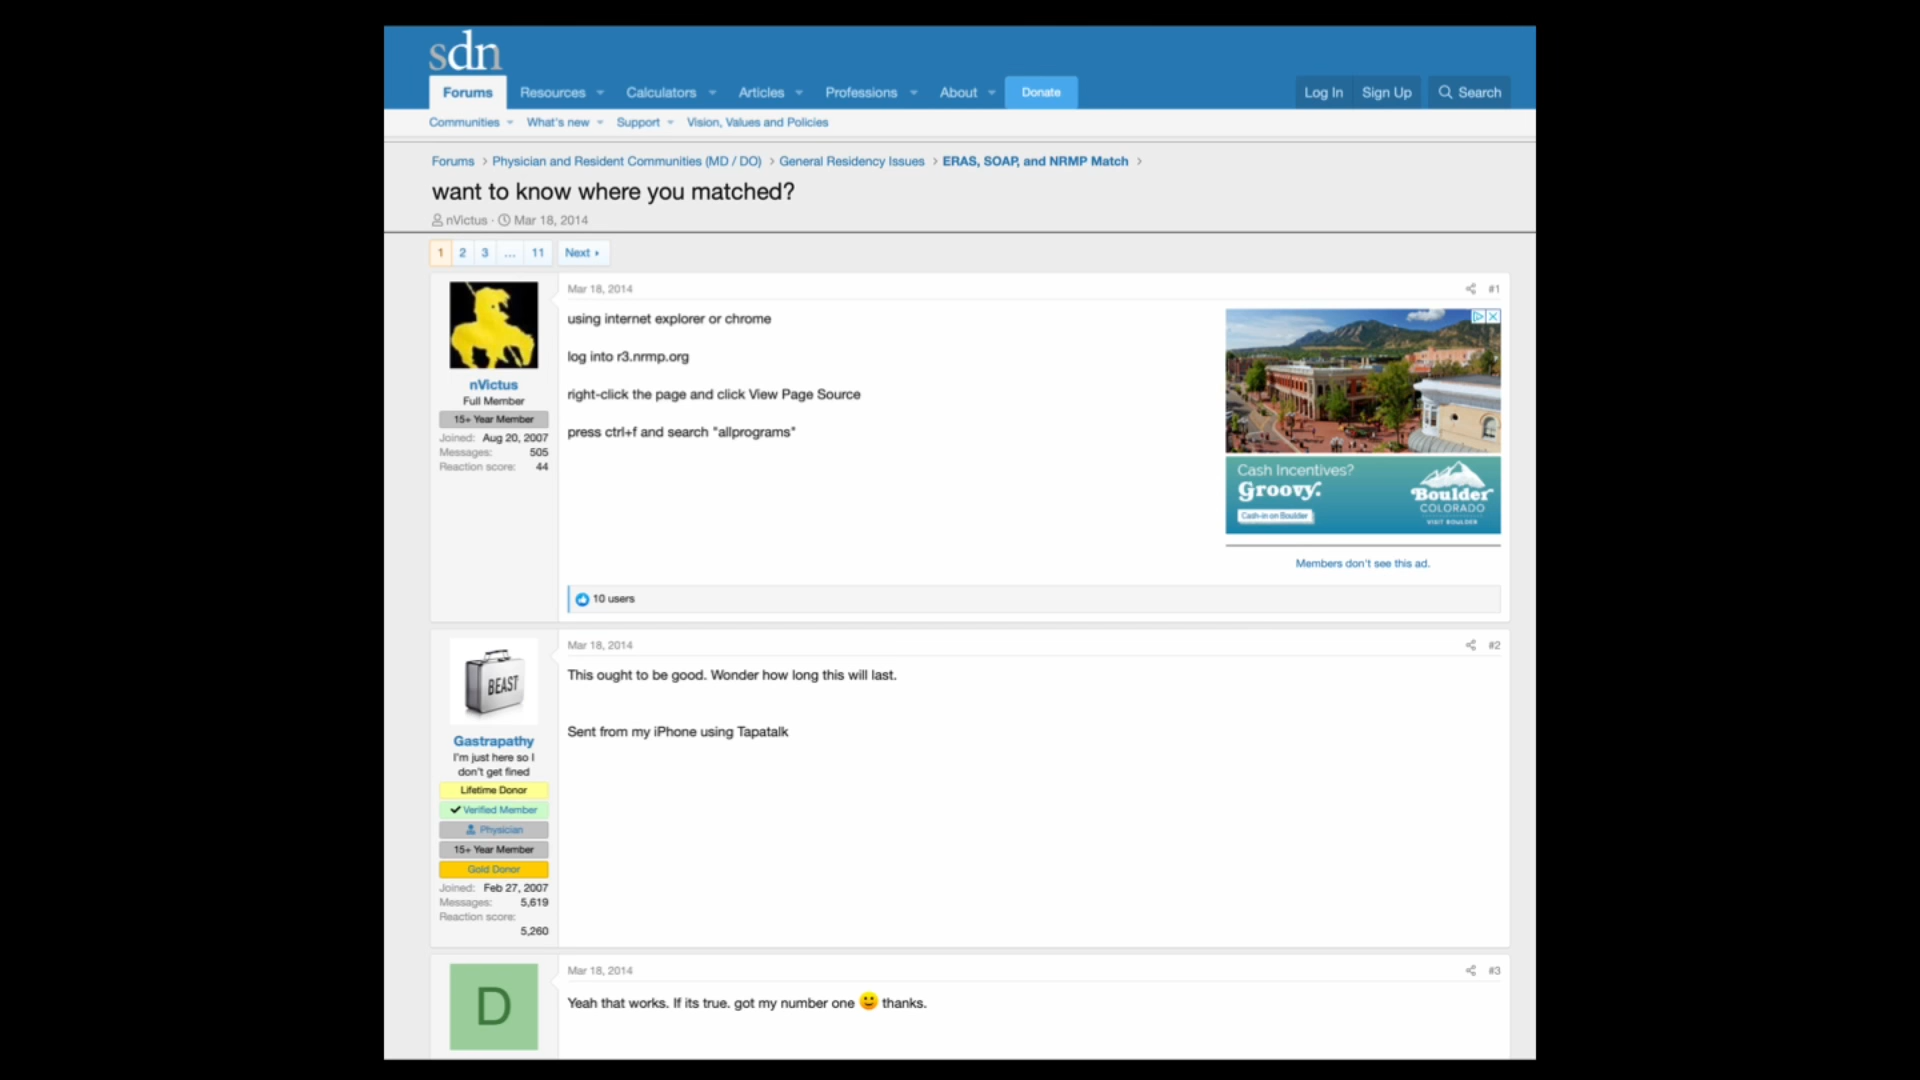 sdn
Forums Resources Calculators Articles Professions About Donate Log In Sign Up Search
Communities What's new Support Vision, Values and Policies
Forums Physician and Resident Communities (MD / DO) General Residency Issues ERAS, SOAP, and NRMP Match
want to know where you matched?
nVictus · Mar 18, 2014
1 2 3 ... 11 Next
Mar 18, 2014 #1
nVictus
Full Member
15+ Year Member
Joined: Aug 20, 2007
Messages: 505
Reaction score: 44
using internet explorer or chrome
log into r3.nrmp.org
right-click the page and click View Page Source
press ctrl+f and search "allprograms"
Cash Incentives?
Groovy.
Cash-in on Boulder
Boulder
COLORADO
VISIT BOULDER
Members don't see this ad.
10 users
Mar 18, 2014 #2
BEAST
Gastrapathy
I'm just here so I
don't get fined
Lifetime Donor
Verified Member
Physician
15+ Year Member
Gold Donor
Joined: Feb 27, 2007
Messages: 5,619
Reaction score:
5,260
This ought to be good. Wonder how long this will last.
Sent from my iPhone using Tapatalk
Mar 18, 2014 #3
D
Yeah that works. If its true. got my number one 🙂 thanks.